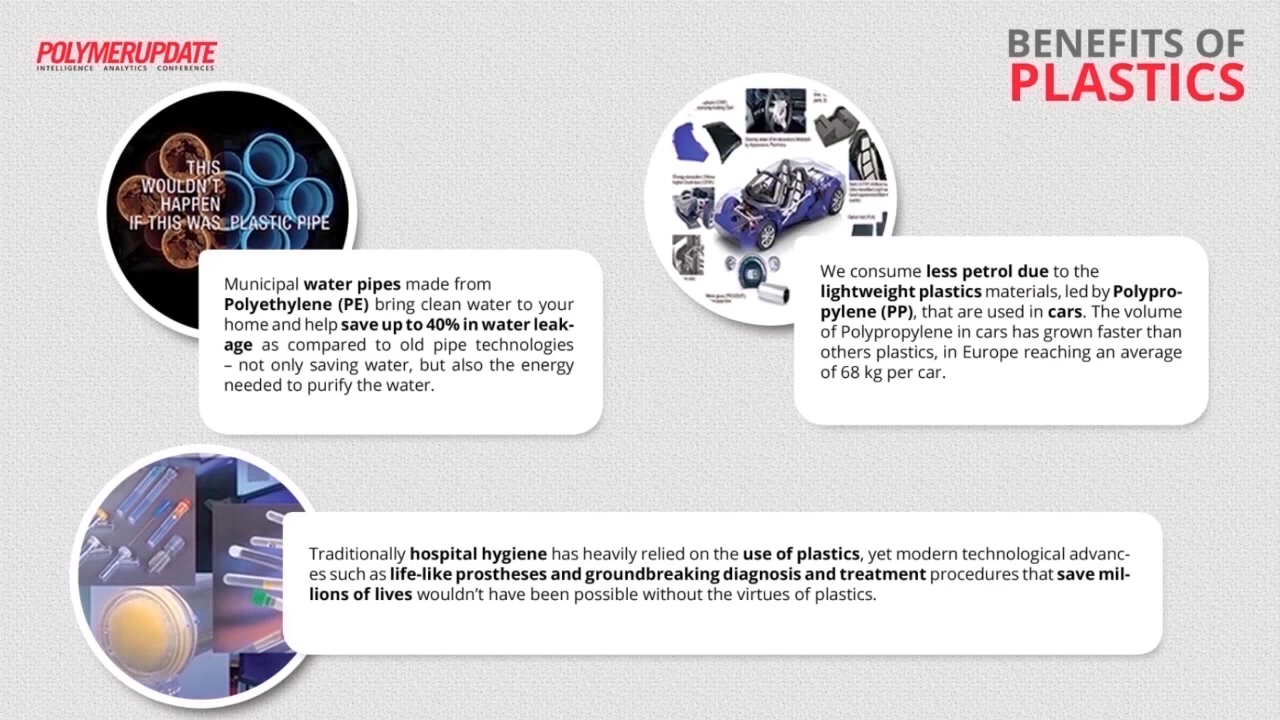 POLYMERUPDATE
INTELLIGENCE ANALYTICS CONFERENCES
BENEFITS OF
PLASTICS
THIS
WOULDN'T
HAPPEN
IF THIS WAS PLASTIC PIPE
Municipal water pipes made from
Polyethylene (PE) bring clean water to your
home and help save up to 40% in water leak-
age as compared to old pipe technologies
– not only saving water, but also the energy
needed to purify the water.
We consume less petrol due to the
lightweight plastics materials, led by Polypro-
pylene (PP), that are used in cars. The volume
of Polypropylene in cars has grown faster than
others plastics, in Europe reaching an average
of 68 kg per car.
Traditionally hospital hygiene has heavily relied on the use of plastics, yet modern technological advanc-
es such as life-like prostheses and groundbreaking diagnosis and treatment procedures that save mil-
lions of lives wouldn't have been possible without the virtues of plastics.